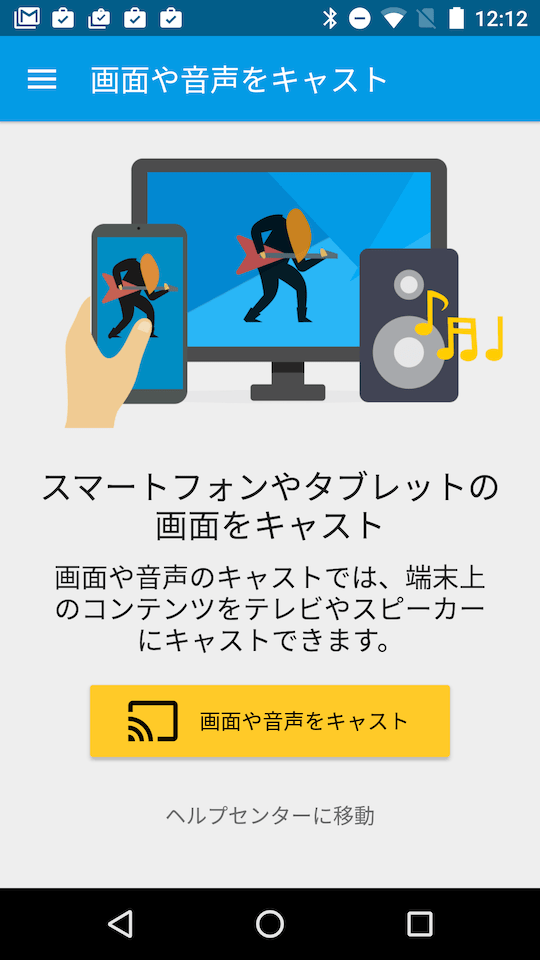 12:12
画面や音声をキャスト
スマートフォンやタブレットの
画面をキャスト
画面や音声のキャストでは、端末上
のコンテンツをテレビやスピーカー
にキャストできます。
画面や音声をキャスト
ヘルプセンターに移動